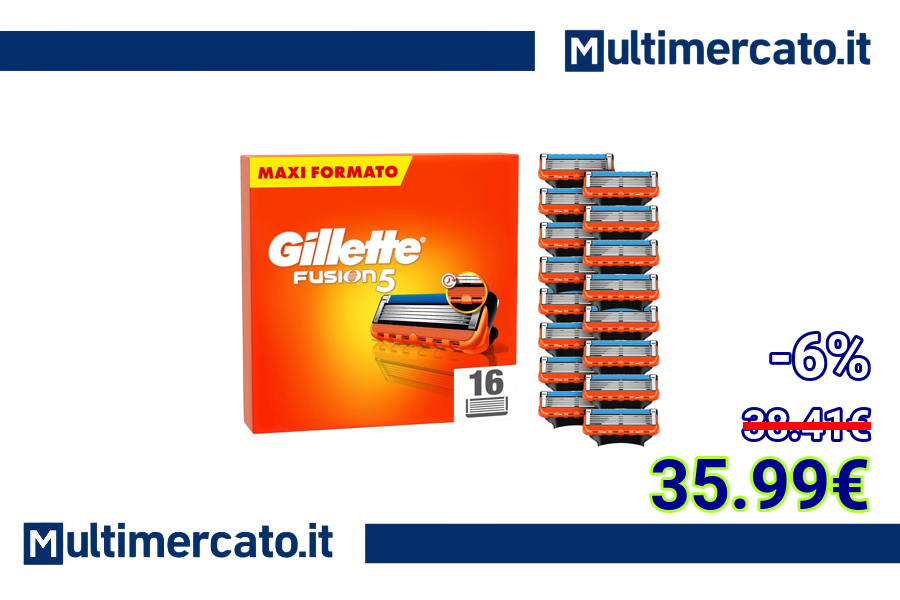 Multimercato.it
MAXI FORMATO
Gillette®
FUSION5
16
-6%
38.41€
35.99€
Multimercato.it